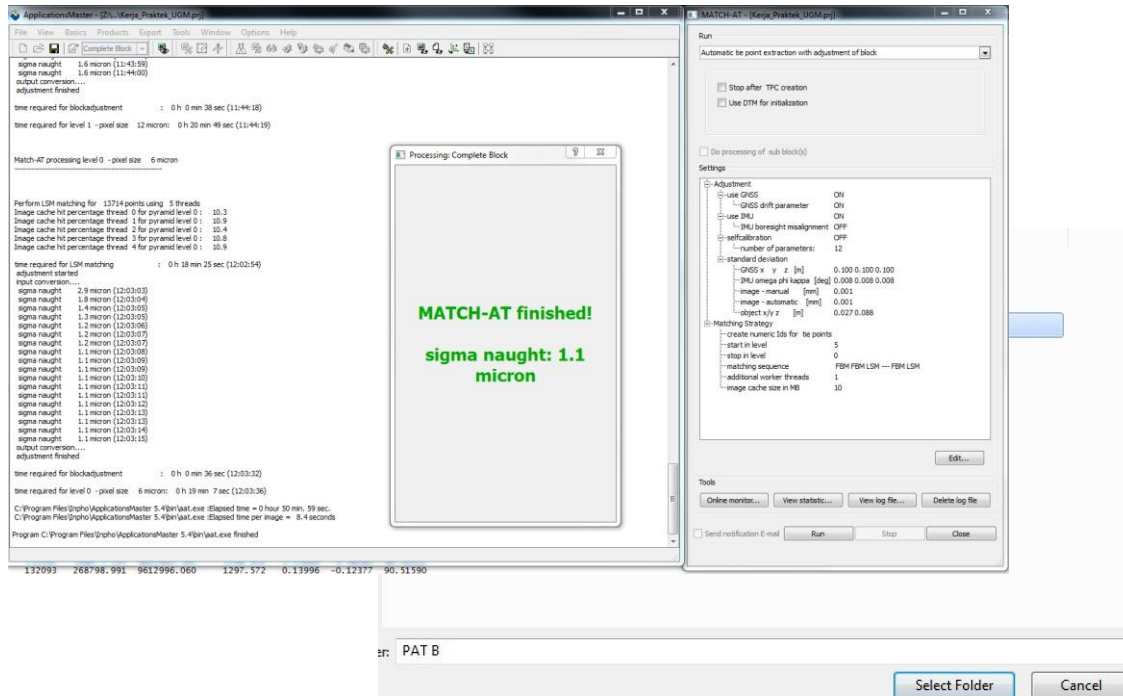 ApplicationsMaster - [Z:\...\Kerja_Praktek_UGM.prj]
File View Basics Products Export Tools Window Options Help
Complete Block
sigma naught 1.6 micron (11:43:59)
sigma naught 1.6 micron (11:44:00)
output conversion....
adjustment finished
time required for blockadjustment : 0 h 0 min 38 sec (11:44:18)
time required for level 1 - pixel size 12 micron: 0 h 20 min 49 sec (11:44:19)
Match-AT processing level 0 - pixel size 6 micron
Perform LSM matching for 13714 points using 5 threads
Image cache hit percentage thread 0 for pyramid level 0 : 10.3
Image cache hit percentage thread 1 for pyramid level 0 : 10.9
Image cache hit percentage thread 2 for pyramid level 0 : 10.4
Image cache hit percentage thread 3 for pyramid level 0 : 10.8
Image cache hit percentage thread 4 for pyramid level 0 : 10.9
time required for LSM matching : 0 h 18 min 25 sec (12:02:54)
adjustment started
input conversion....
sigma naught 2.9 micron (12:03:03)
sigma naught 1.8 micron (12:03:04)
sigma naught 1.4 micron (12:03:05)
sigma naught 1.3 micron (12:03:05)
sigma naught 1.2 micron (12:03:06)
sigma naught 1.2 micron (12:03:07)
sigma naught 1.2 micron (12:03:07)
sigma naught 1.1 micron (12:03:08)
sigma naught 1.1 micron (12:03:09)
sigma naught 1.1 micron (12:03:09)
sigma naught 1.1 micron (12:03:10)
sigma naught 1.1 micron (12:03:11)
sigma naught 1.1 micron (12:03:11)
sigma naught 1.1 micron (12:03:12)
sigma naught 1.1 micron (12:03:13)
sigma naught 1.1 micron (12:03:13)
sigma naught 1.1 micron (12:03:14)
sigma naught 1.1 micron (12:03:15)
output conversion....
adjustment finished
time required for blockadjustment : 0 h 0 min 36 sec (12:03:32)
time required for level 0 - pixel size 6 micron: 0 h 19 min 7 sec (12:03:36)
C:\Program Files\Inpho\ApplicationsMaster 5.4\bin\aat.exe :Elapsed time = 0 hour 50 min. 59 sec.
C:\Program Files\Inpho\ApplicationsMaster 5.4\bin\aat.exe :Elapsed time per image = 8.4 seconds
Program C:\Program Files\Inpho\ApplicationsMaster 5.4\bin\aat.exe finished
Processing: Complete Block
MATCH-AT finished!
sigma naught: 1.1
micron
MATCH-AT - [Kerja_Praktek_UGM.prj]
Run
Automatic tie point extraction with adjustment of block
Stop after TPC creation
Use DTM for initialization
Do processing of sub block(s)
Settings
Adjustment
use GNSS ON
GNSS drift parameter ON
use IMU ON
IMU boresight misalignment OFF
selfcalibration OFF
number of parameters: 12
standard deviation
GNSS x y z [m] 0.100 0.100 0.100
IMU omega phi kappa [deg] 0.008 0.008 0.008
image - manual [mm] 0.001
image - automatic [mm] 0.001
object x/y z [m] 0.027 0.088
Matching Strategy
create numeric Ids for tie points
start in level 5
stop in level 0
matching sequence FBM FBM LSM --- FBM LSM
additional worker threads 1
image cache size in MB 10
Edit...
Tools
Online monitor... View statistic... View log file... Delete log file
Send notification E-mail Run Stop Close
132093 268798.991 9612996.060 1297.572 0.13996 -0.12377 90.51590
er: PAT B
Select Folder Cancel